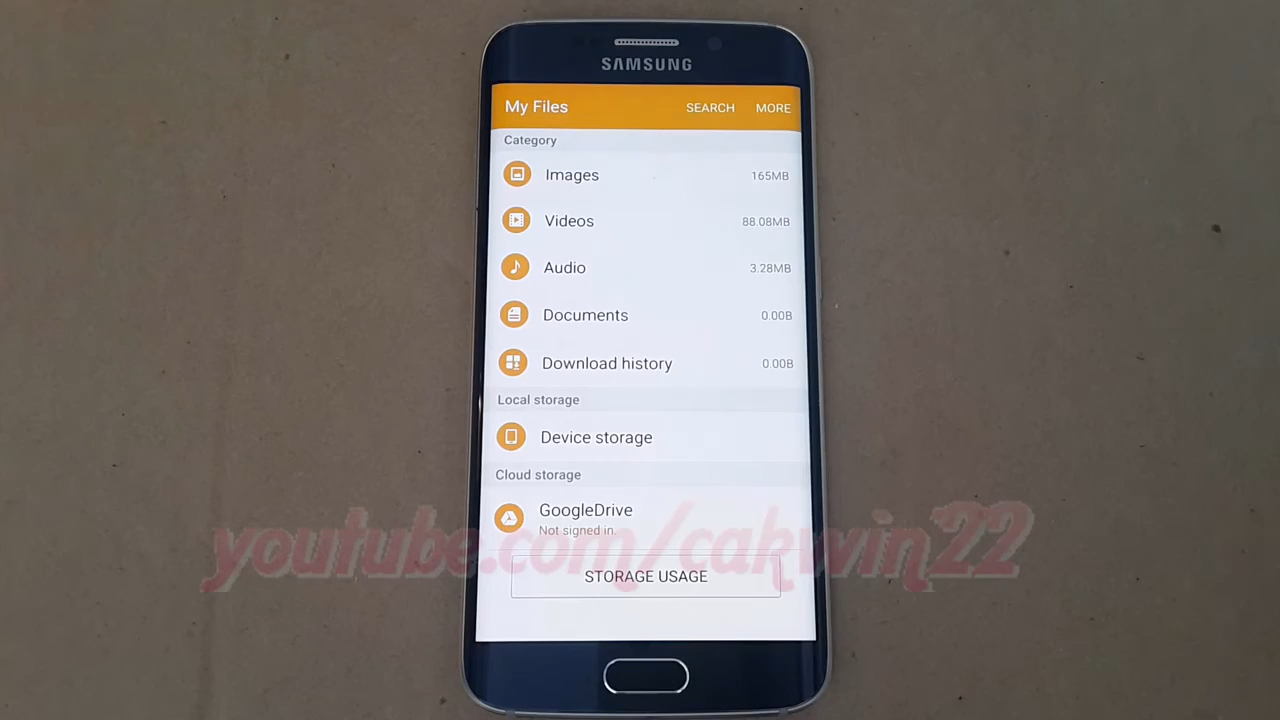 SAMSUNG
My Files SEARCH MORE
Category
Images 165MB
Videos 88.08MB
Audio 3.28MB
Documents 0.00B
Download history 0.00B
Local storage
Device storage
Cloud storage
GoogleDrive
Not signed in.
youtube.com/cakwin22
STORAGE USAGE